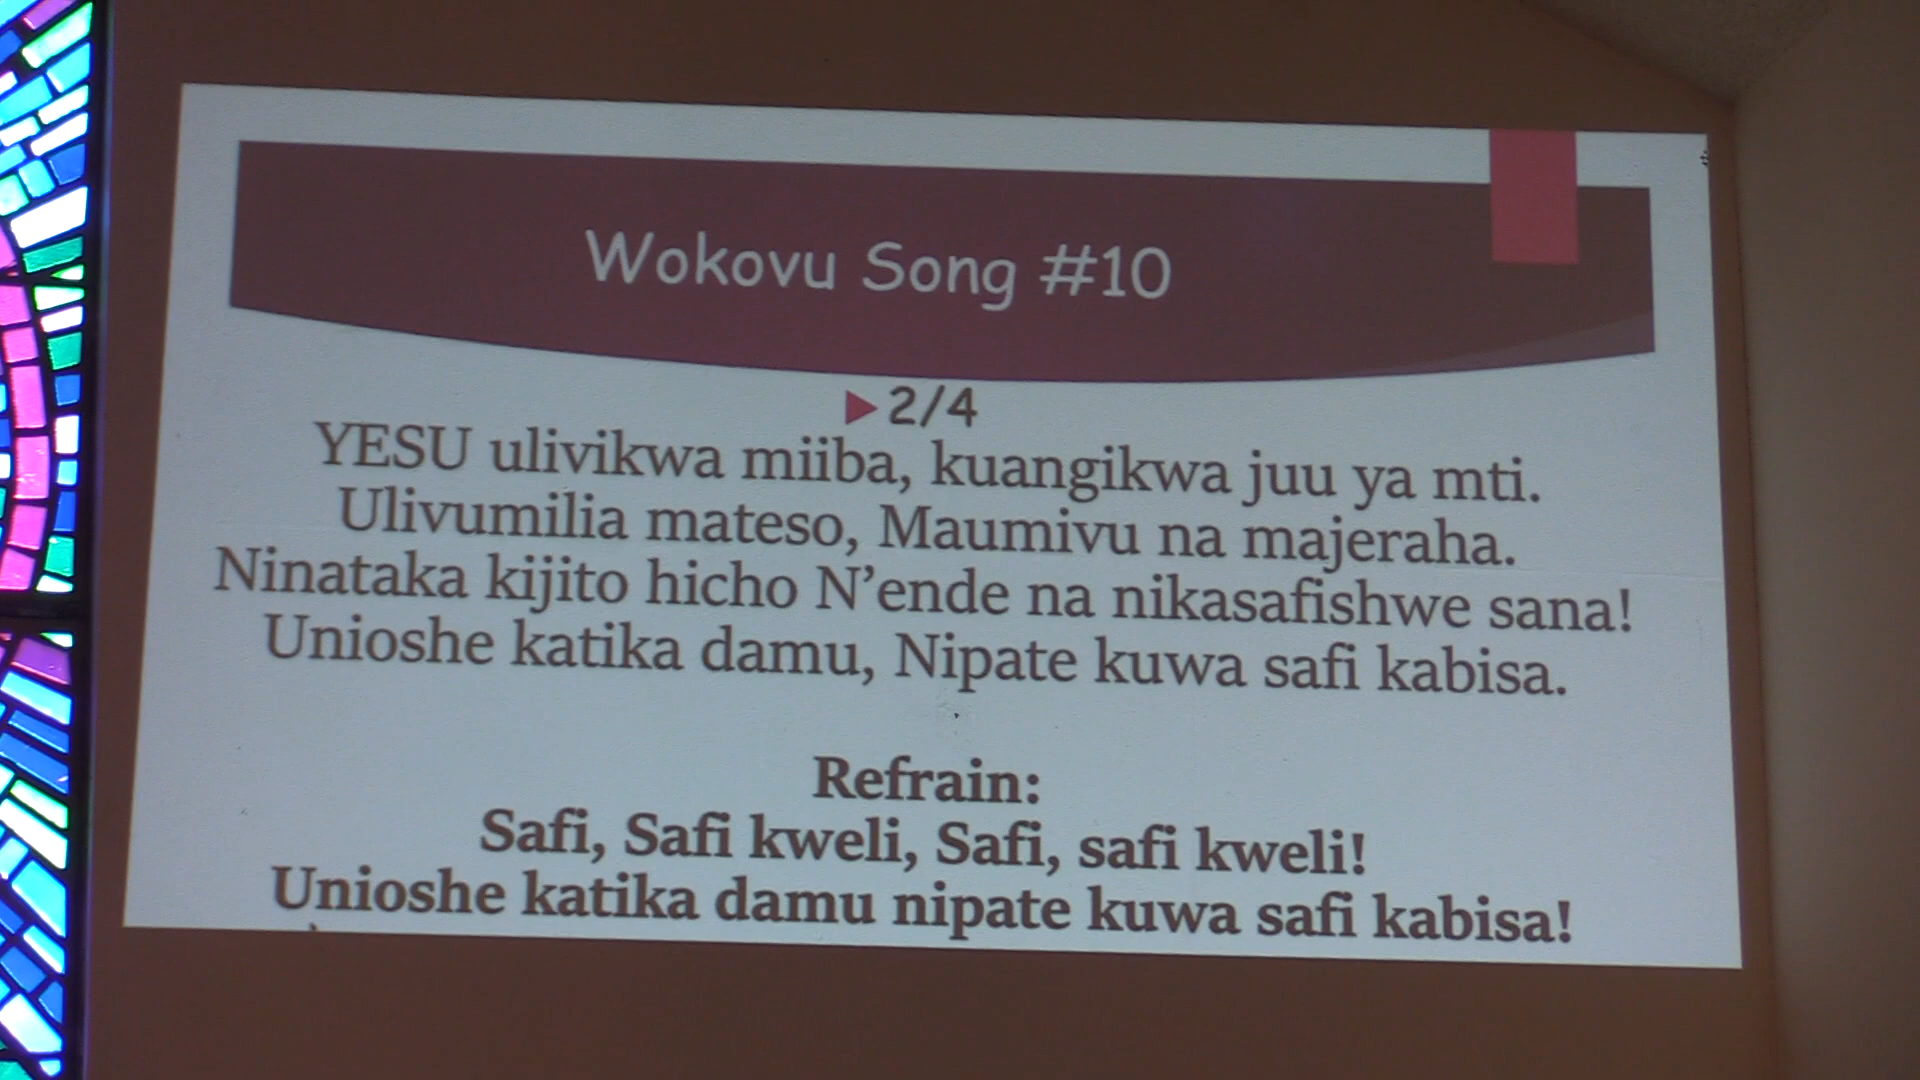 Wokovu Song #10
2/4
YESU ulivikwa miiba, kuangikwa juu ya mti.
Ulivumilia mateso, Maumivu na majeraha.
Ninataka kijito hicho N’ende na nikasafishwe sana!
Unioshe katika damu, Nipate kuwa safi kabisa.
Refrain:
Safi, Safi kweli, Safi, safi kweli!
Unioshe katika damu nipate kuwa safi kabisa!